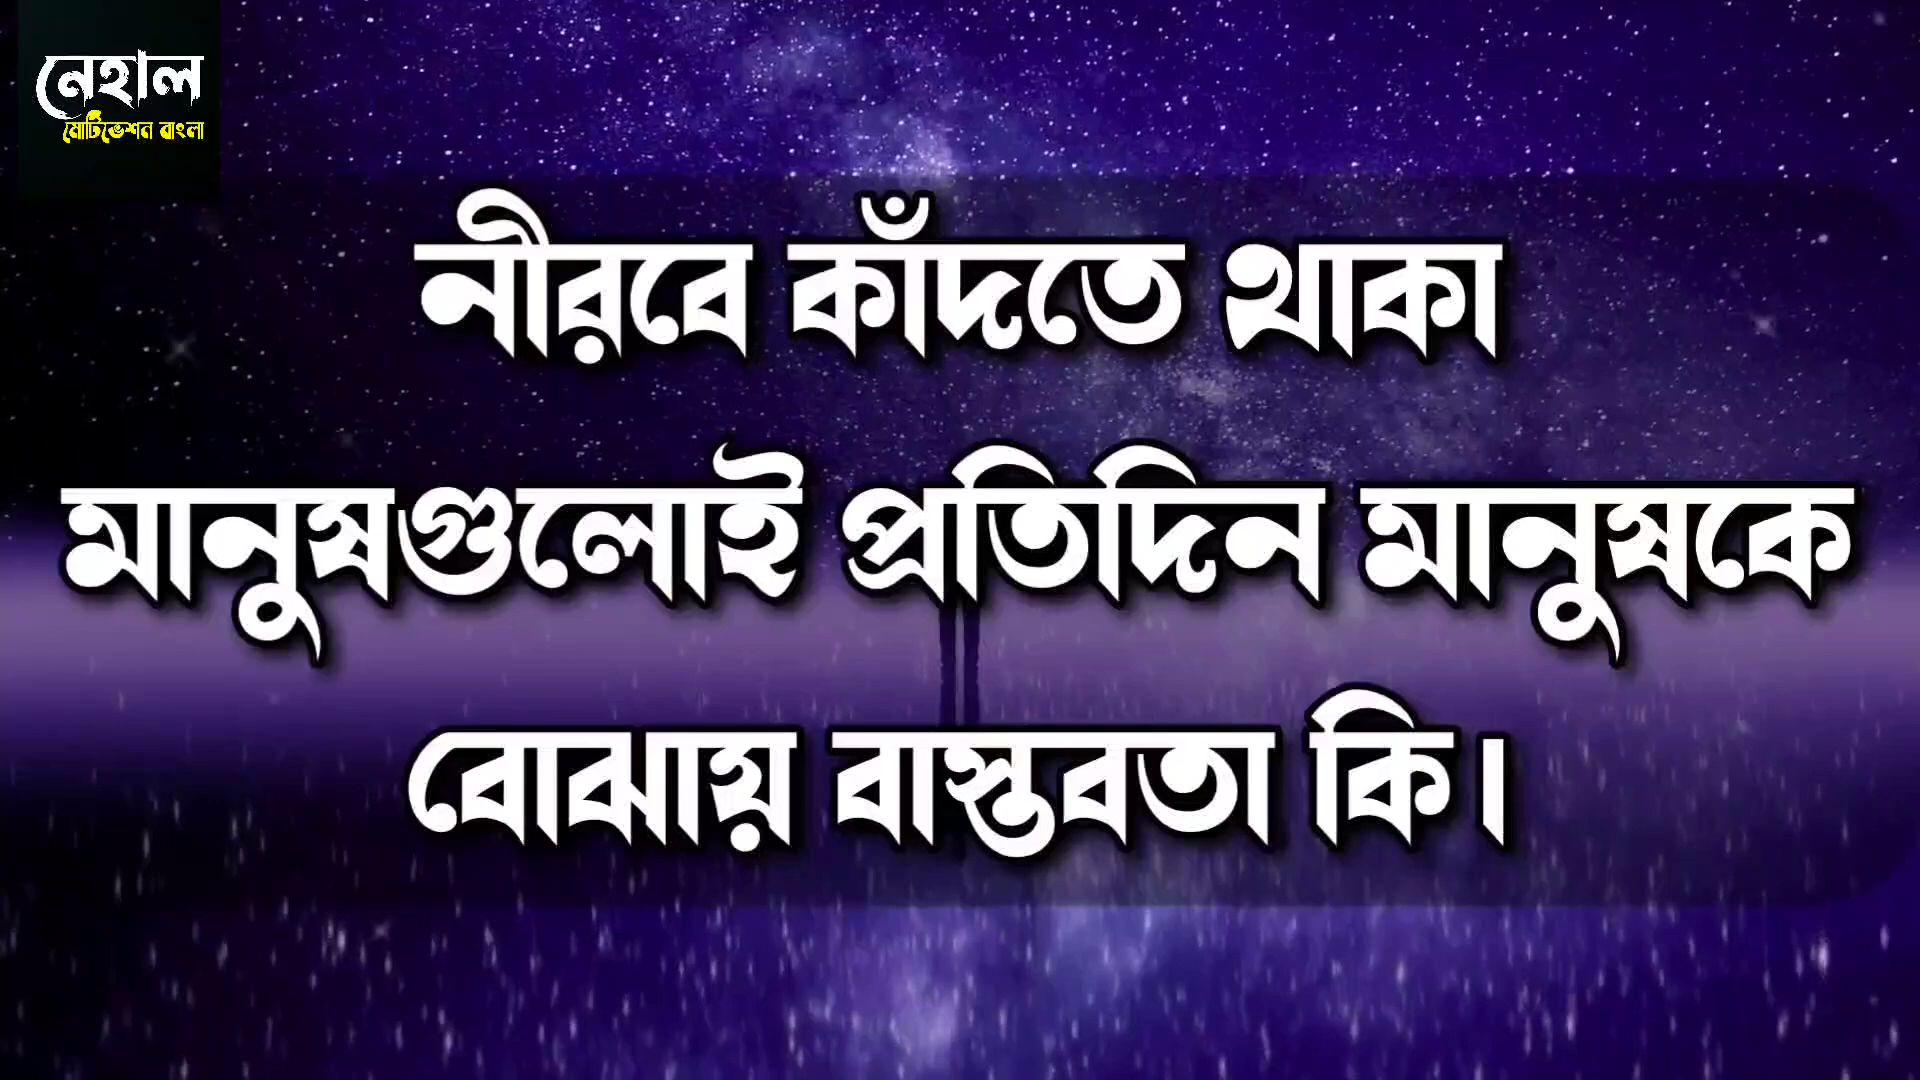 নেহাল
মোটিভেশন বাংলা
নীরবে কাঁদতে থাকা
মানুষগুলোই প্রতিদিন মানুষকে
বোঝায় বাস্তবতা কি।